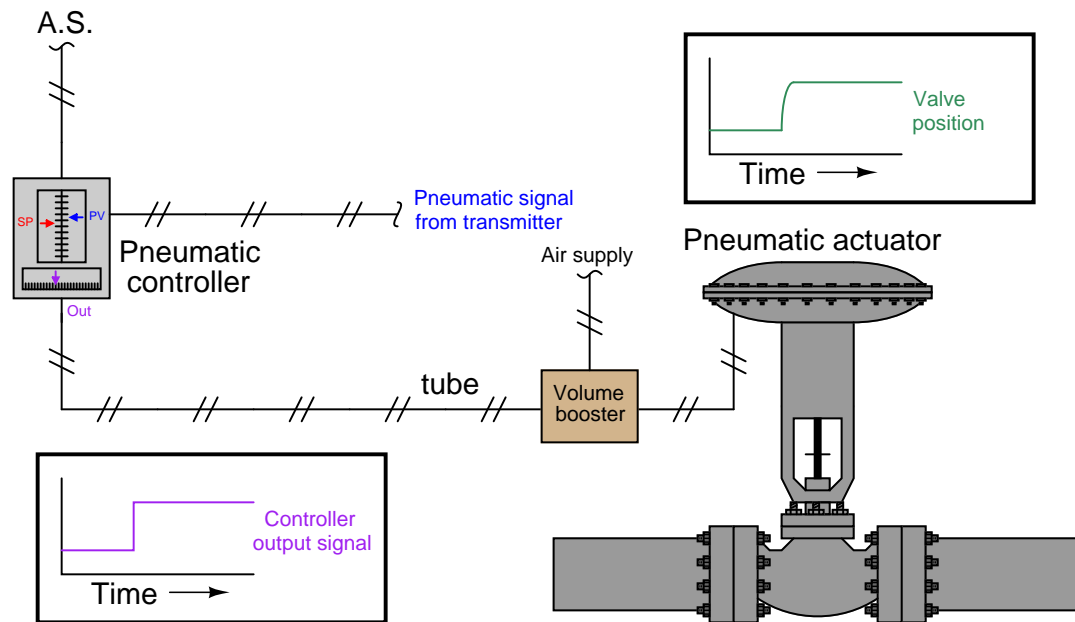 A.S.
SP
PV
Pneumatic
controller
Out
Pneumatic signal
from transmitter
Air supply
tube
Volume
booster
Pneumatic actuator
Valve
position
Time
Controller
output signal
Time